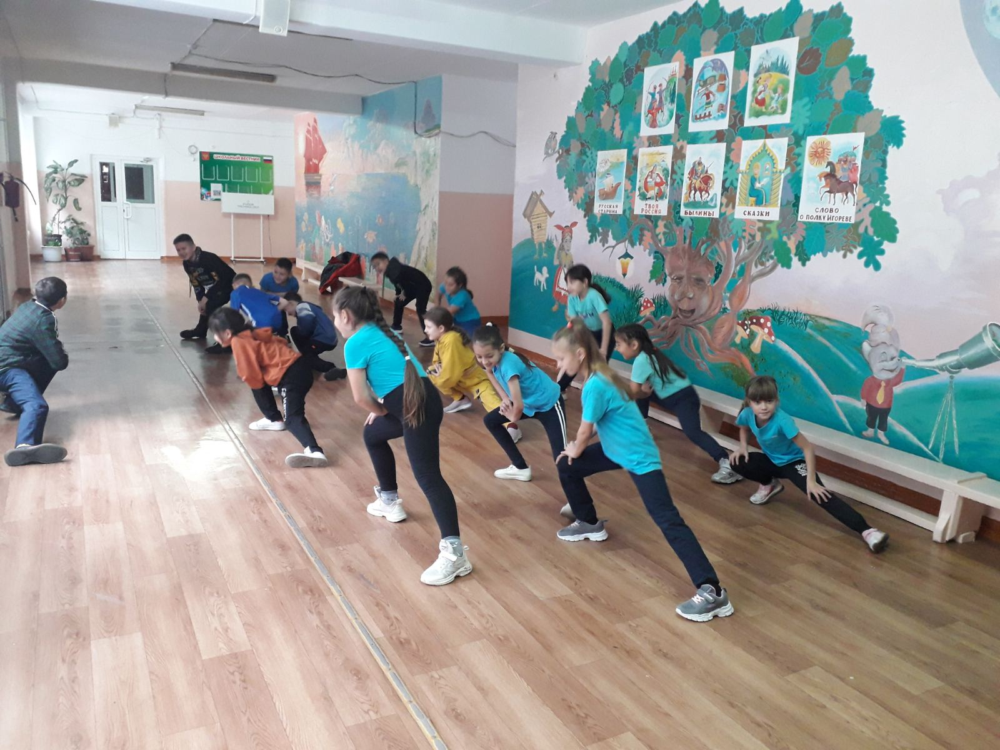 ШКОЛЬНЫЙ ВЕСТНИК
РУССКАЯ
СТАРИНА
ТВОЯ
РОССИЯ
БЫЛИНЫ
СКАЗКИ
СЛОВО
О ПОЛКУ ИГОРЕВЕ